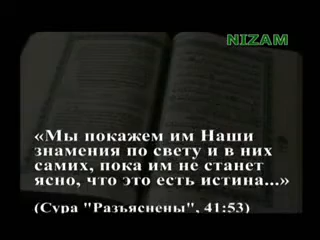 NIZAM
«Мы покажем им Наши
знамения по свету и в них
самих, пока им не станет
ясно, что это есть истина...»
(Сура "Разъяснены", 41:53)